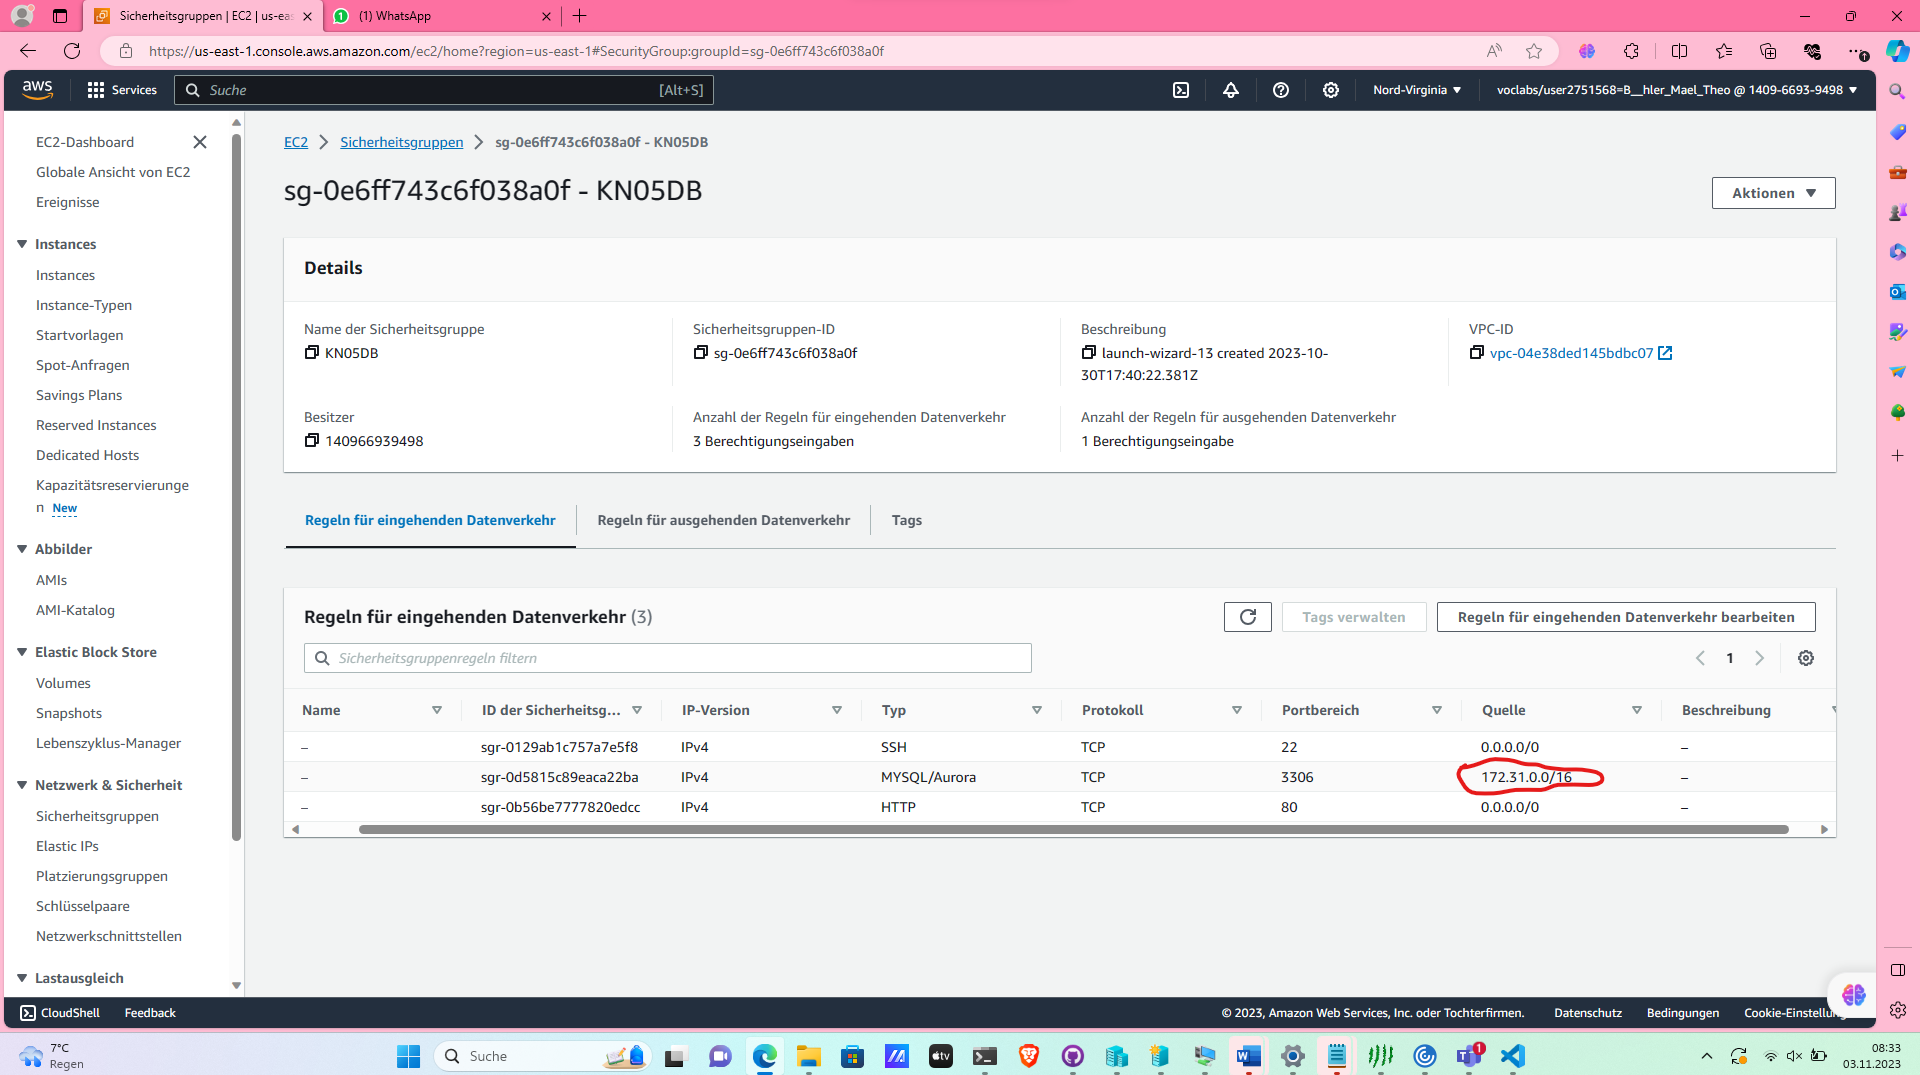 Sicherheitsgruppen | EC2 | us-eas
(1) WhatsApp
https://us-east-1.console.aws.amazon.com/ec2/home?region=us-east-1#SecurityGroup:groupId=sg-0e6ff743c6f038a0f
aws Services Suche [Alt+S] Nord-Virginia voclabs/user2751568=B__hler_Mael_Theo @ 1409-6693-9498
EC2-Dashboard
Globale Ansicht von EC2
Ereignisse
Instances
Instances
Instance-Typen
Startvorlagen
Spot-Anfragen
Savings Plans
Reserved Instances
Dedicated Hosts
Kapazitätsreservierunge
n New
Abbilder
AMIs
AMI-Katalog
Elastic Block Store
Volumes
Snapshots
Lebenszyklus-Manager
Netzwerk & Sicherheit
Sicherheitsgruppen
Elastic IPs
Platzierungsgruppen
Schlüsselpaare
Netzwerkschnittstellen
Lastausgleich
EC2 Sicherheitsgruppen sg-0e6ff743c6f038a0f - KN05DB
sg-0e6ff743c6f038a0f - KN05DB
Aktionen
Details
Name der Sicherheitsgruppe
KN05DB
Sicherheitsgruppen-ID
sg-0e6ff743c6f038a0f
Beschreibung
launch-wizard-13 created 2023-10-
30T17:40:22.381Z
VPC-ID
vpc-04e38ded145bdbc07
Besitzer
140966939498
Anzahl der Regeln für eingehenden Datenverkehr
3 Berechtigungseingaben
Anzahl der Regeln für ausgehenden Datenverkehr
1 Berechtigungseingabe
Regeln für eingehenden Datenverkehr Regeln für ausgehenden Datenverkehr Tags
Regeln für eingehenden Datenverkehr (3)
Tags verwalten Regeln für eingehenden Datenverkehr bearbeiten
Sicherheitsgruppenregeln filtern
1
Name ID der Sicherheitsg... IP-Version Typ Protokoll Portbereich Quelle Beschreibung
– sgr-0129ab1c757a7e5f8 IPv4 SSH TCP 22 0.0.0.0/0 –
– sgr-0d5815c89eaca22ba IPv4 MYSQL/Aurora TCP 3306 172.31.0.0/16 –
– sgr-0b56be7777820edcc IPv4 HTTP TCP 80 0.0.0.0/0 –
CloudShell Feedback © 2023, Amazon Web Services, Inc. oder Tochterfirmen. Datenschutz Bedingungen Cookie-Einstellung
7°C
Regen
Suche
tv
1
08:33
03.11.2023